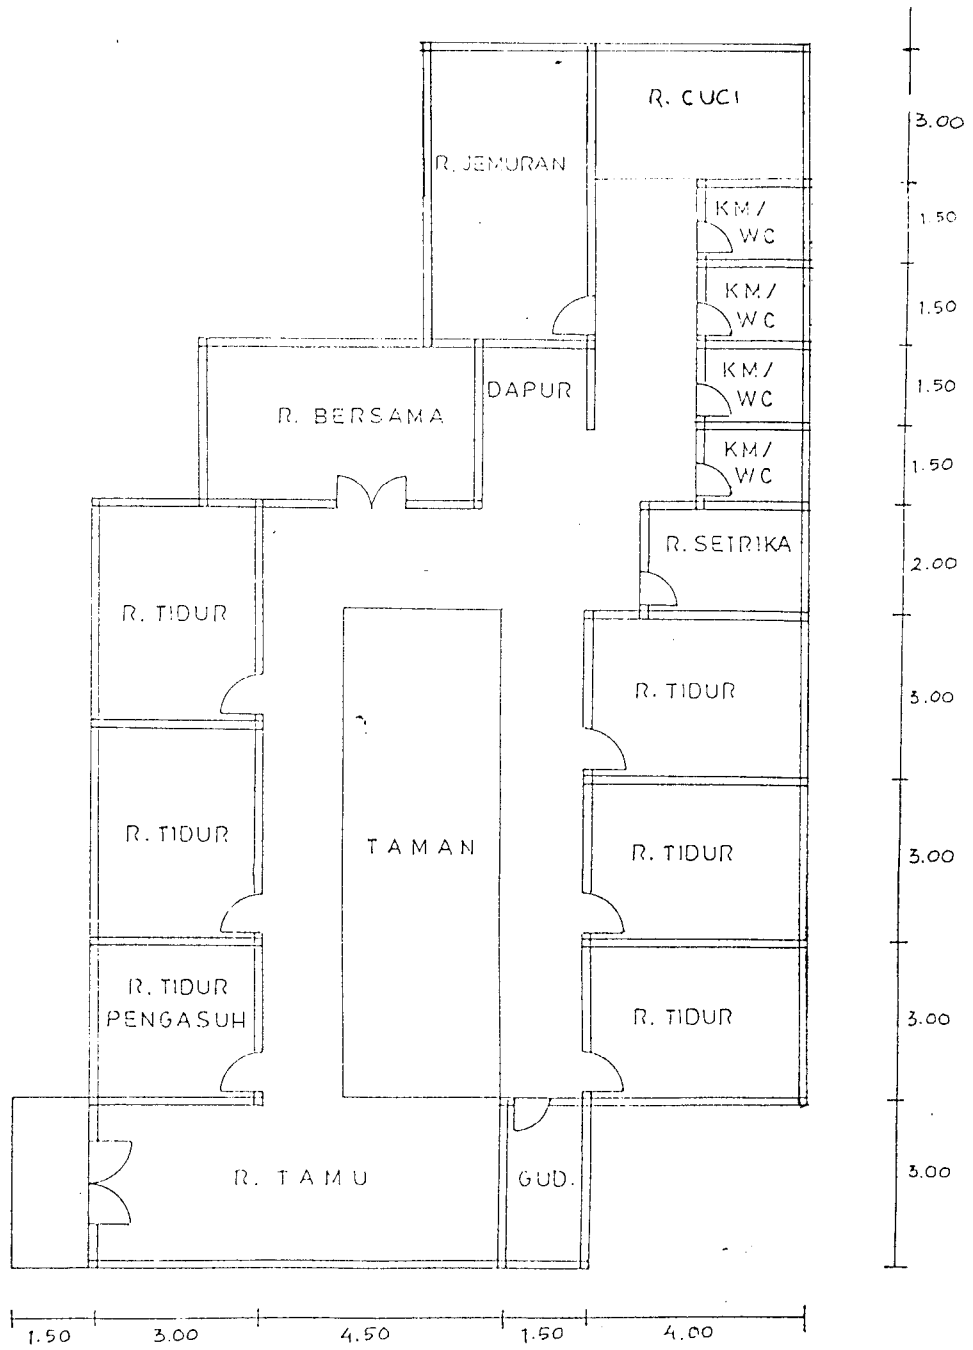 R. CUCI
3.00
R. JEMURAN
KM/
WC
1.50
KM/
WC
1.50
DAPUR
KM/
WC
1.50
R. BERSAMA
KM/
WC
1.50
R. SETRIKA
2.00
R. TIDUR
R. TIDUR
3.00
R. TIDUR
TAMAN
R. TIDUR
3.00
R. TIDUR
PENGASUH
R. TIDUR
3.00
R. TAMU
GUD.
3.00
1.50
3.00
4.50
1.50
4.00